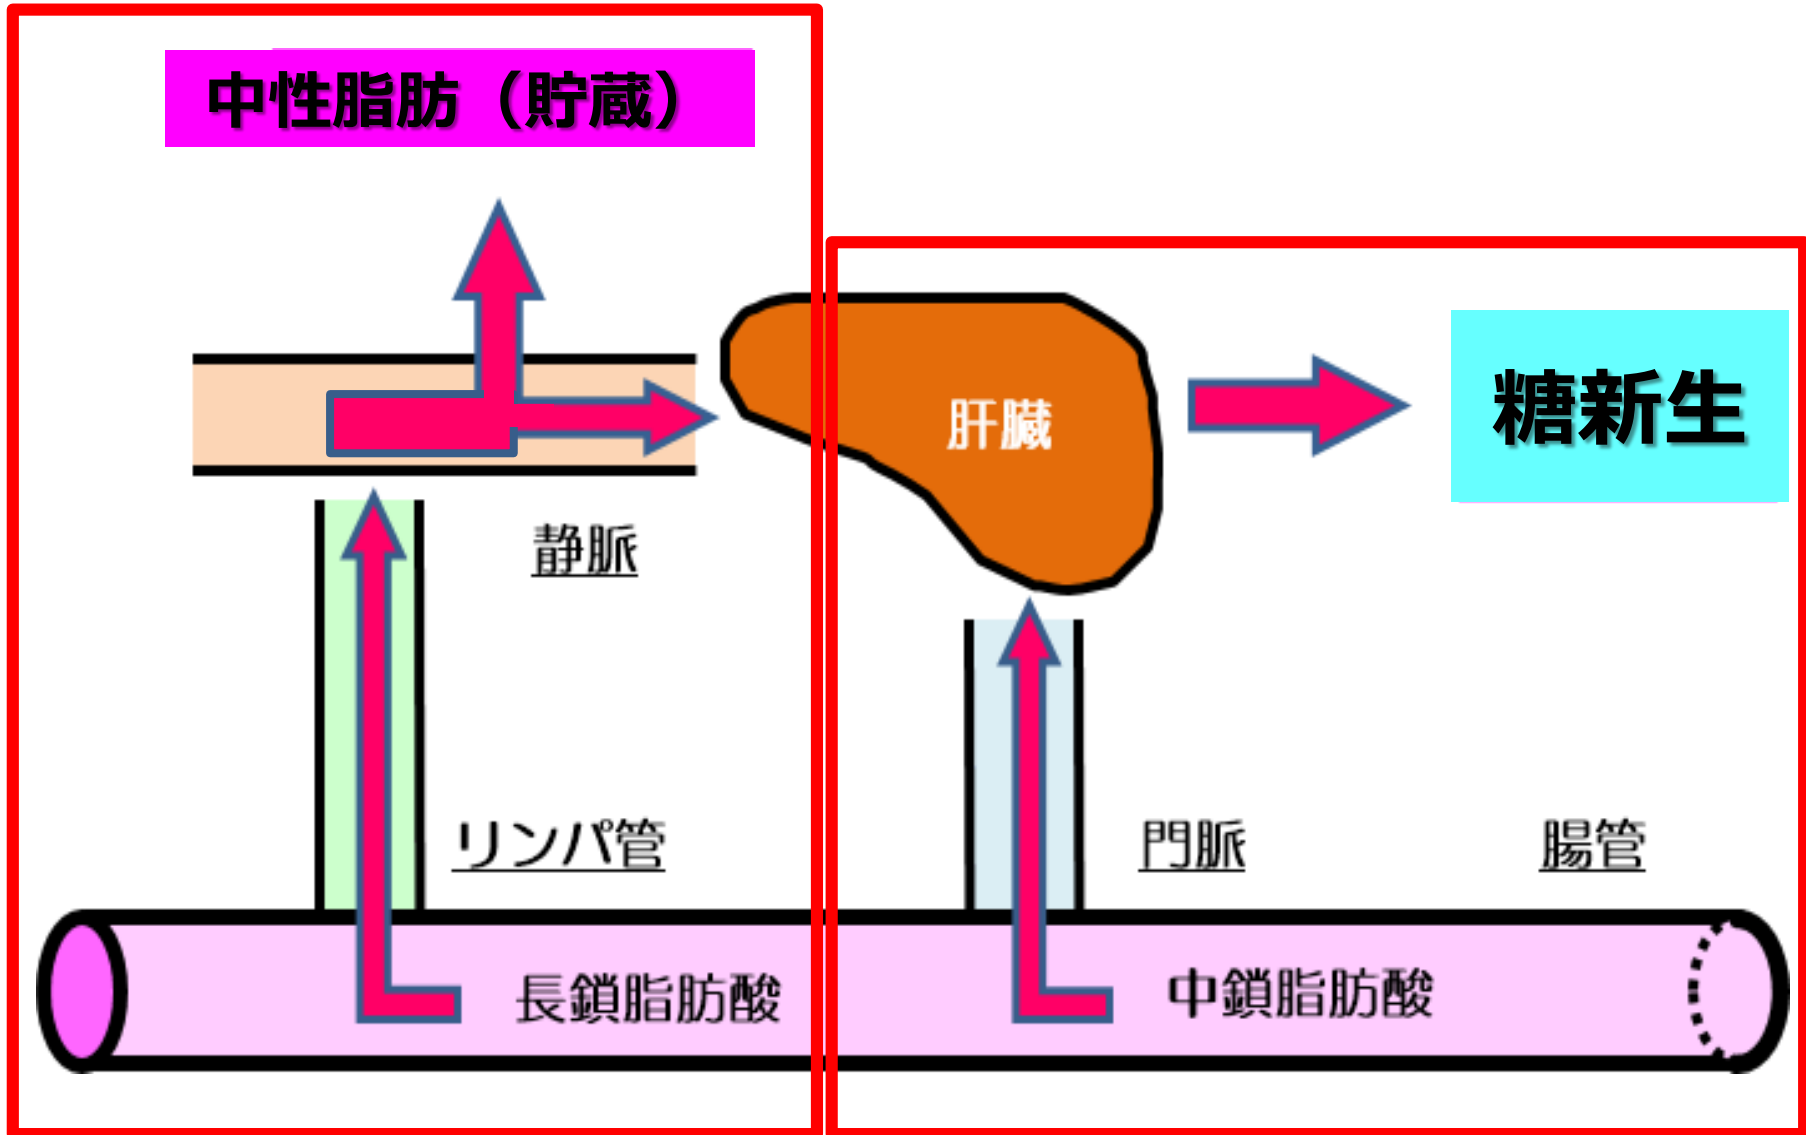 中性脂肪（貯蔵）
肝臓
糖新生
静脈
リンパ管
門脈
腸管
長鎖脂肪酸
中鎖脂肪酸